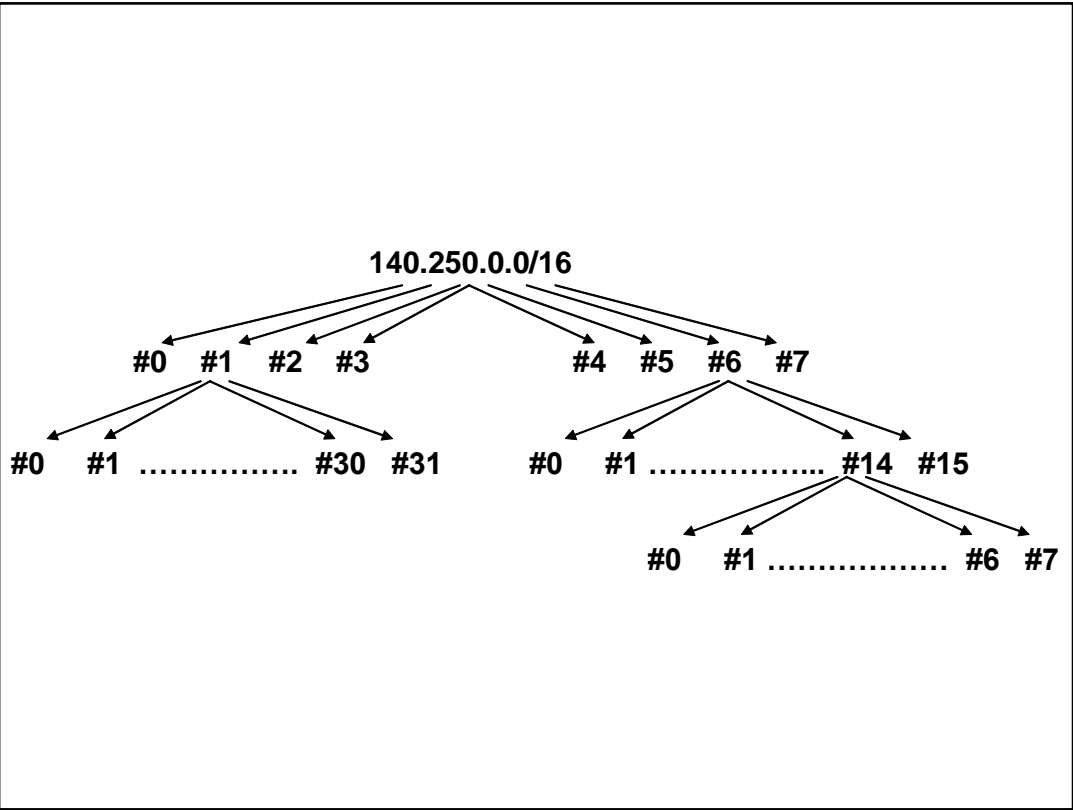 140.250.0.0/16
#0 #1 #2 #3 #4 #5 #6 #7
#0 #1 ……………. #30 #31 #0 #1 ……………... #14 #15
#0 #1 ……………… #6 #7